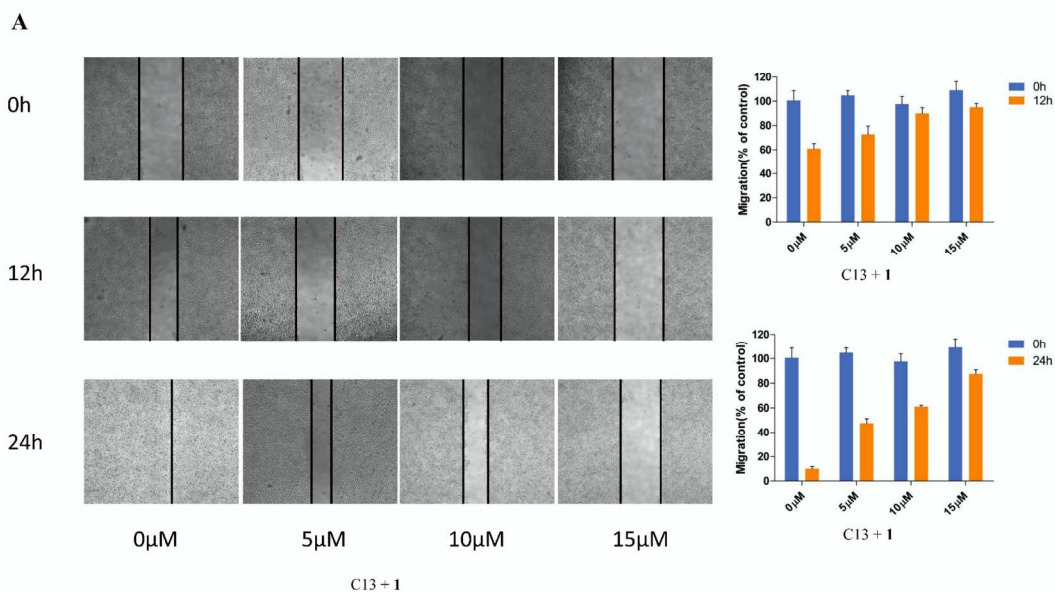 A
0h
12h
24h
0μM
5μM
10μM
15μM
C13 + 1
120
100
80
60
40
20
0
Migration(% of control)
0μM
5μM
10μM
15μM
C13 + 1
0h
12h
120
100
80
60
40
20
0
Migration(% of control)
0μM
5μM
10μM
15μM
C13 + 1
0h
24h